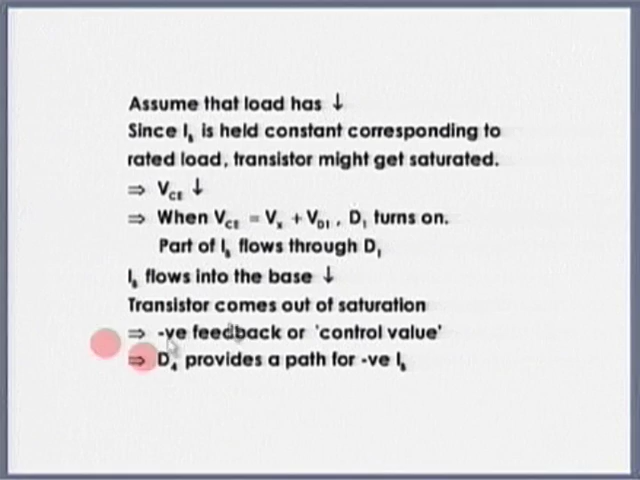 Assume that load has ↓
Since I_b is held constant corresponding to
rated load, transistor might get saturated.
⇒ V_CE ↓
⇒ When V_CE = V_x + V_D1 , D_1 turns on.
Part of I_b flows through D_1
I_b flows into the base ↓
Transistor comes out of saturation
⇒ -ve feedback or 'control value'
⇒ D_4 provides a path for -ve I_b